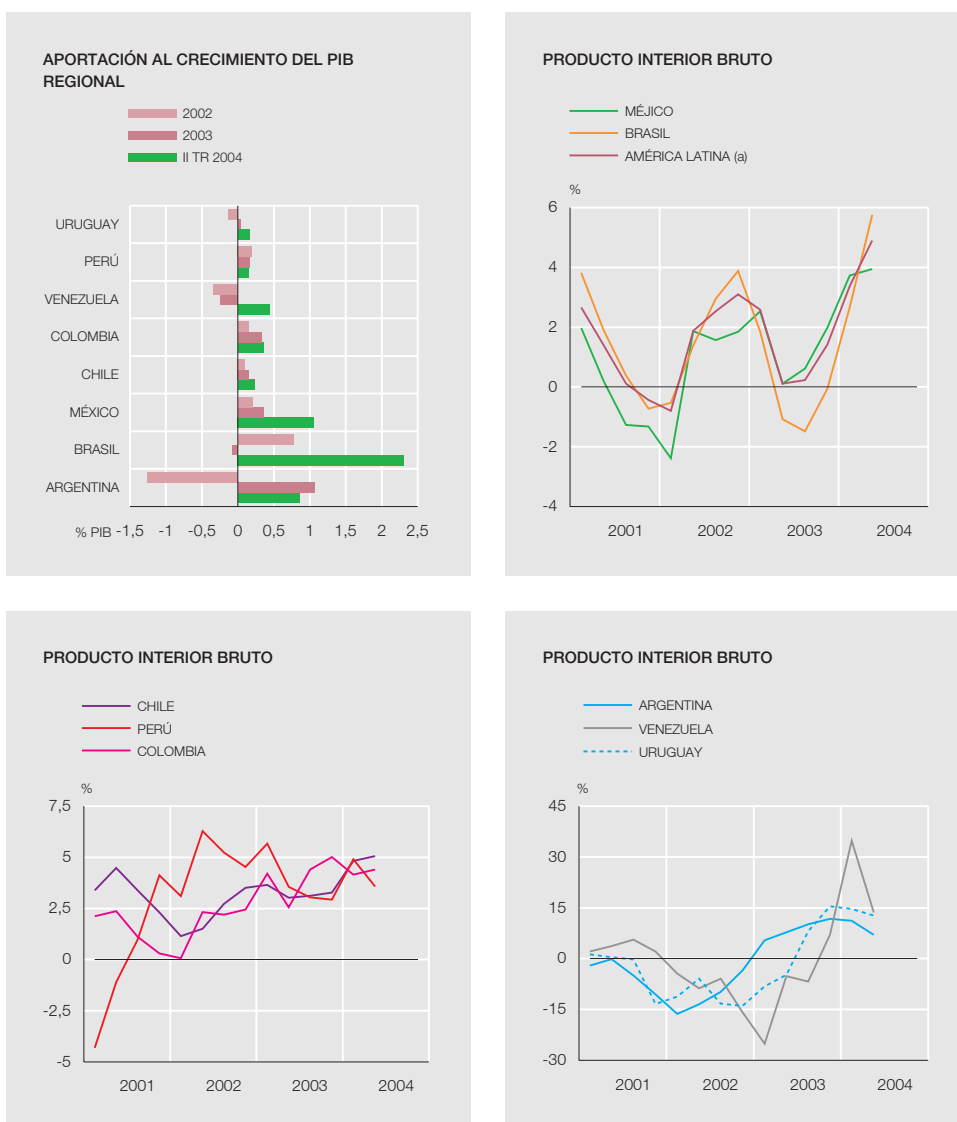 APORTACIÓN AL CRECIMIENTO DEL PIB
REGIONAL
2002
2003
II TR 2004
URUGUAY
PERÚ
VENEZUELA
COLOMBIA
CHILE
MÉXICO
BRASIL
ARGENTINA
% PIB -1,5 -1 -0,5 0 0,5 1 1,5 2 2,5
PRODUCTO INTERIOR BRUTO
MÉJICO
BRASIL
AMÉRICA LATINA (a)
%
6
4
2
0
-2
-4
2001 2002 2003 2004
PRODUCTO INTERIOR BRUTO
CHILE
PERÚ
COLOMBIA
%
7,5
5
2,5
0
-2,5
-5
2001 2002 2003 2004
PRODUCTO INTERIOR BRUTO
ARGENTINA
VENEZUELA
URUGUAY
%
45
30
15
0
-15
-30
2001 2002 2003 2004